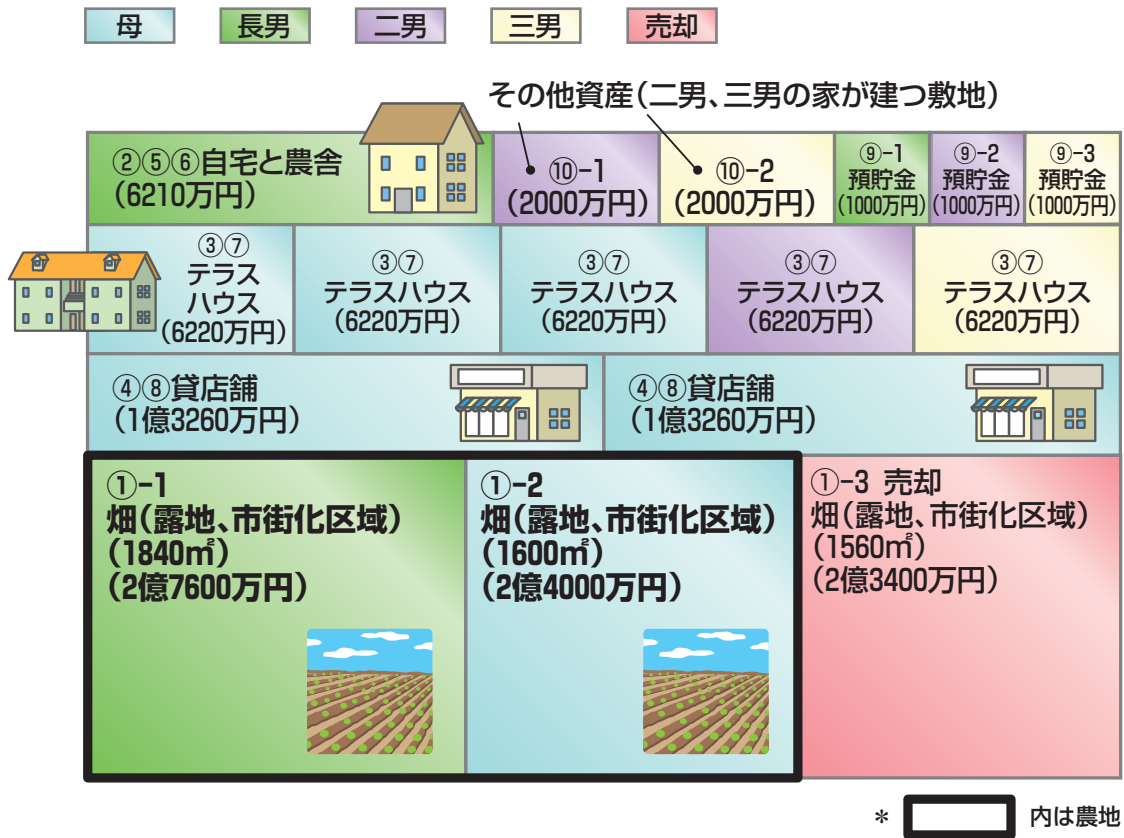 母
長男
二男
三男
売却
その他資産(二男、三男の家が建つ敷地)
②⑤⑥自宅と農舎
(6210万円)
⑩-1
(2000万円)
⑩-2
(2000万円)
⑨-1
預貯金
(1000万円)
⑨-2
預貯金
(1000万円)
⑨-3
預貯金
(1000万円)
③⑦
テラス
ハウス
(6220万円)
③⑦
テラスハウス
(6220万円)
③⑦
テラスハウス
(6220万円)
③⑦
テラスハウス
(6220万円)
③⑦
テラスハウス
(6220万円)
④⑧貸店舗
(1億3260万円)
④⑧貸店舗
(1億3260万円)
①-1
畑(露地、市街化区域)
(1840㎡)
(2億7600万円)
①-2
畑(露地、市街化区域)
(1600㎡)
(2億4000万円)
①-3 売却
畑(露地、市街化区域)
(1560㎡)
(2億3400万円)
* 内は農地